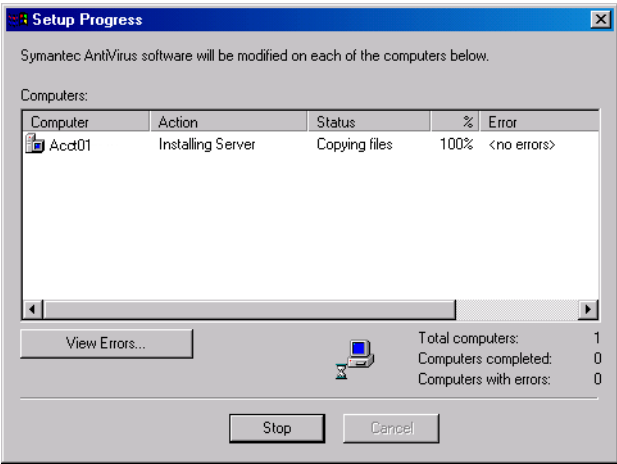 Setup Progress
Symantec AntiVirus software will be modified on each of the computers below.
Computers:
Computer Action Status % Error
Acct01 Installing Server Copying files 100% <no errors>
View Errors...
Total computers: 1
Computers completed: 0
Computers with errors: 0
Stop Cancel